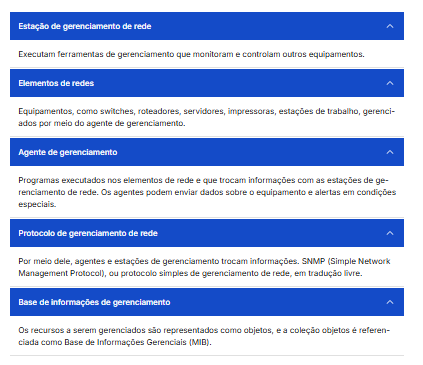 Estação de gerenciamento de rede
Executam ferramentas de gerenciamento que monitoram e controlam outros equipamentos.
Elementos de redes
Equipamentos, como switches, roteadores, servidores, impressoras, estações de trabalho, gerenci-
ados por meio do agente de gerenciamento.
Agente de gerenciamento
Programas executados nos elementos de rede e que trocam informações com as estações de ge-
renciamento de rede. Os agentes podem enviar dados sobre o equipamento e alertas em condições
especiais.
Protocolo de gerenciamento de rede
Por meio dele, agentes e estações de gerenciamento trocam informações. SNMP (Simple Network
Management Protocol), ou protocolo simples de gerenciamento de rede, em tradução livre.
Base de informações de gerenciamento
Os recursos a serem gerenciados são representados como objetos, e a coleção objetos é referen-
ciada como Base de Informações Gerenciais (MIB).